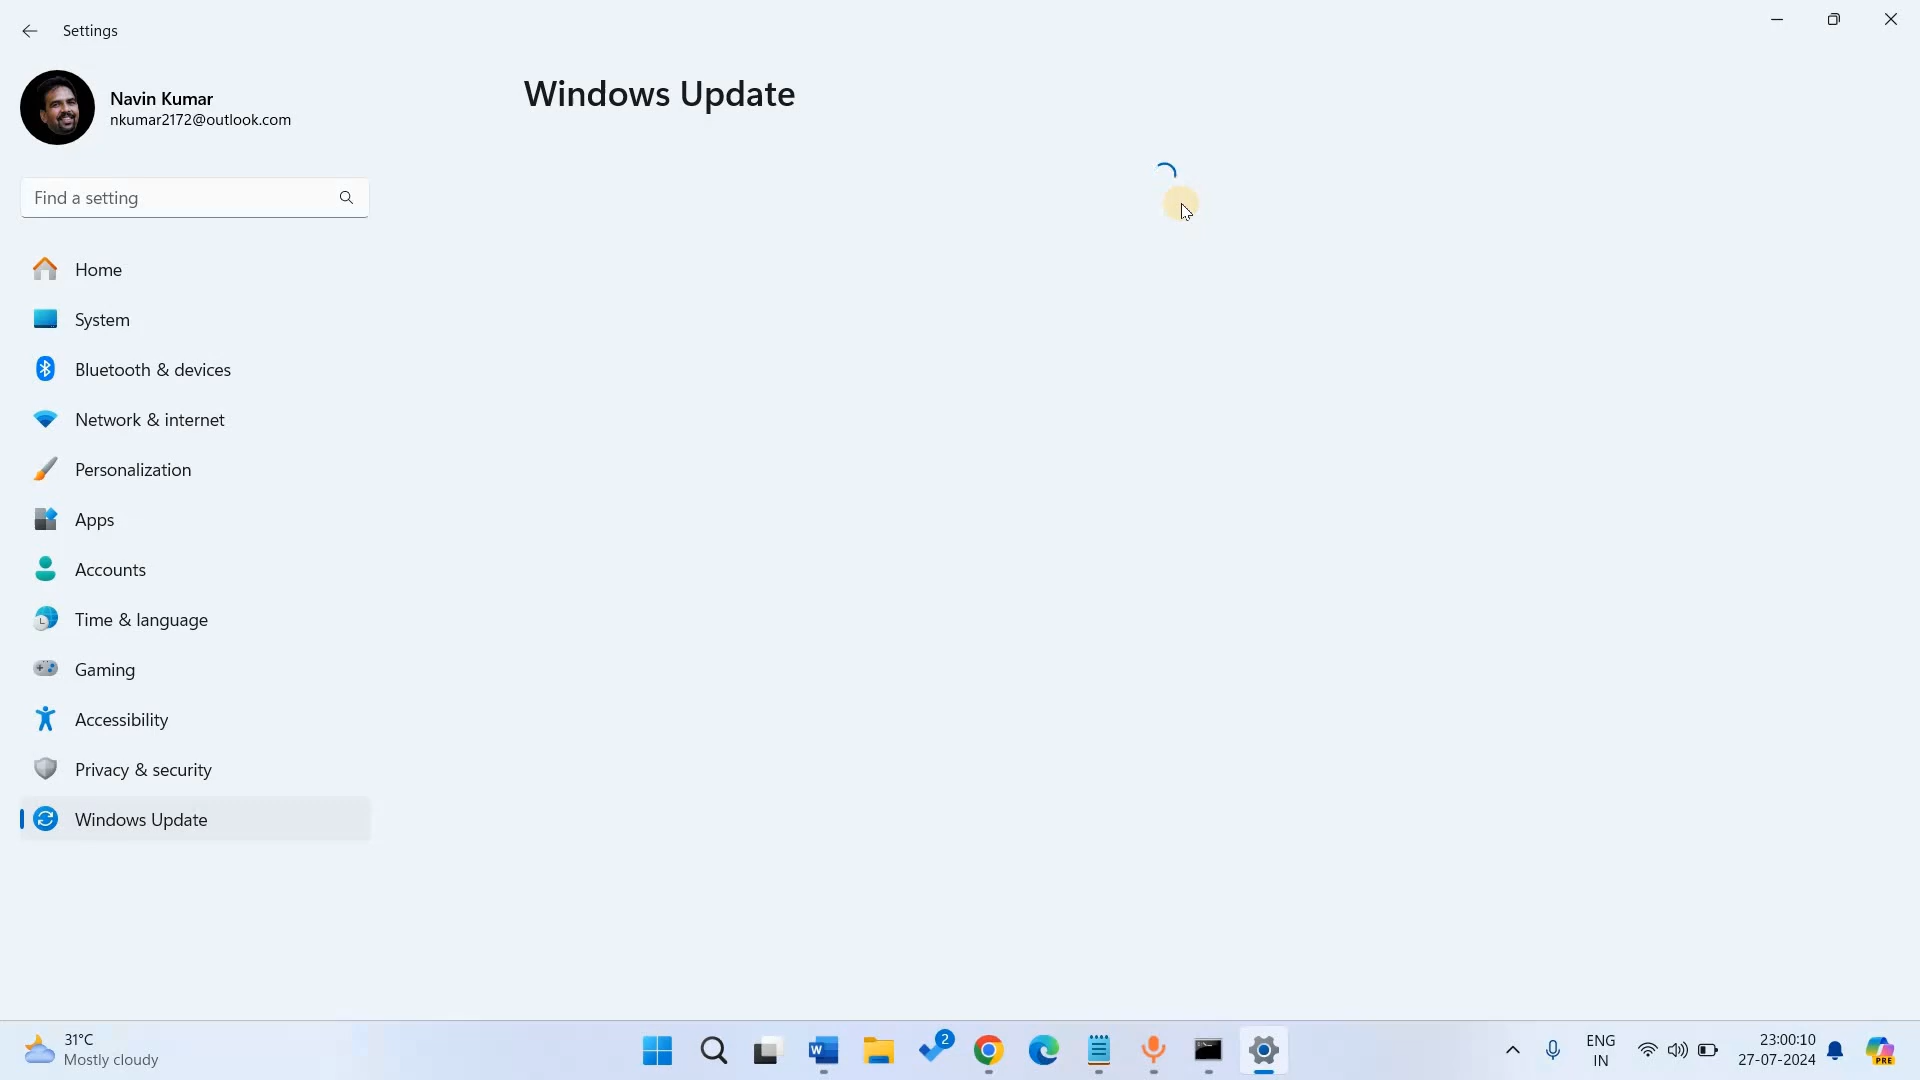 Settings
Navin Kumar
nkumar2172@outlook.com
Windows Update
Find a setting
Home
System
Bluetooth & devices
Network & internet
Personalization
Apps
Accounts
Time & language
Gaming
Accessibility
Privacy & security
Windows Update
31°C
Mostly cloudy
W
2
ENG
IN
23:00:10
27-07-2024
PRE